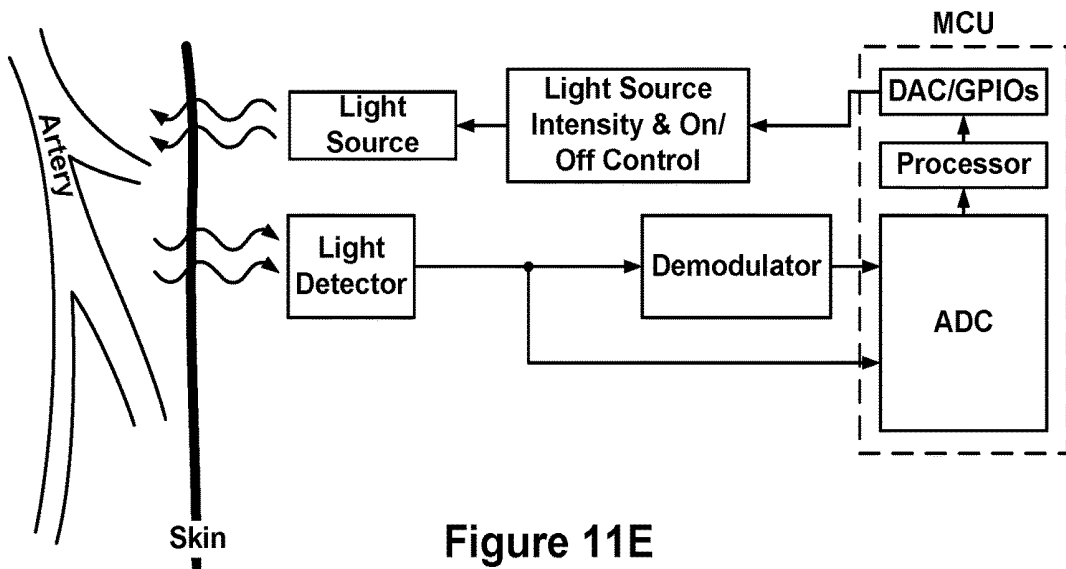 MCU
Light Source
Intensity & On/
Off Control
Light
Source
DAC/GPIOs
Processor
Artery
Light
Detector
Demodulator
ADC
Skin
Figure 11E